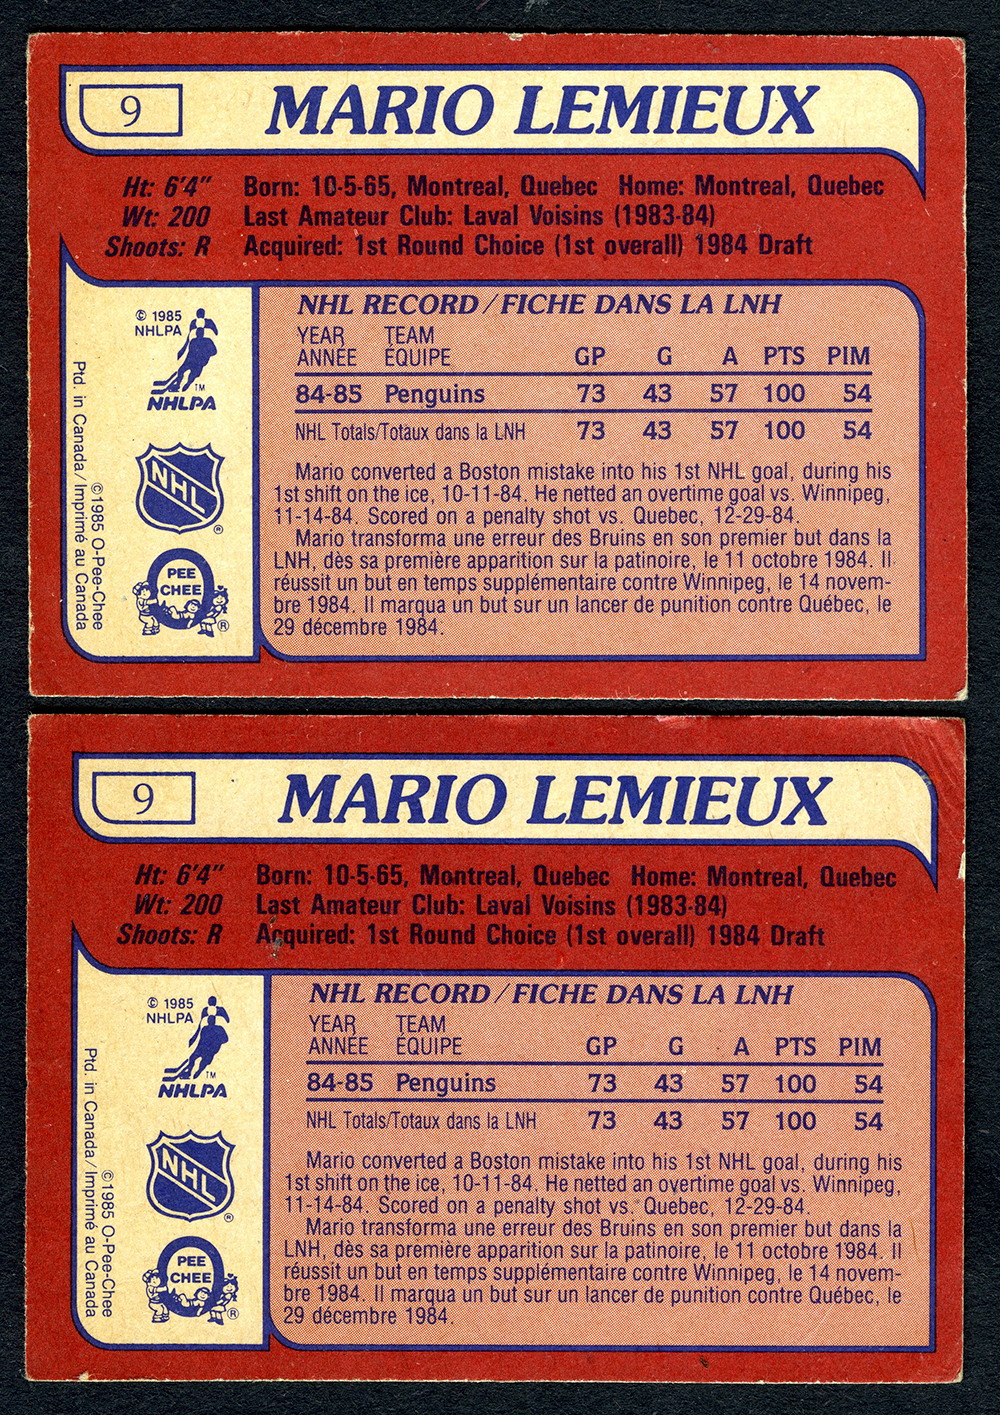 9
MARIO LEMIEUX
Ht: 6'4" Born: 10-5-65, Montreal, Quebec Home: Montreal, Quebec
Wt: 200 Last Amateur Club: Laval Voisins (1983-84)
Shoots: R Acquired: 1st Round Choice (1st overall) 1984 Draft
© 1985
NHLPA
TM
NHLPA
NHL
®
PEE
CHEE
®
©1985 O-Pee-Chee
Ptd. in Canada/Imprimé au Canada
NHL RECORD/FICHE DANS LA LNH
YEAR TEAM
ANNÉE ÉQUIPE GP G A PTS PIM
84-85 Penguins 73 43 57 100 54
NHL Totals/Totaux dans la LNH 73 43 57 100 54
Mario converted a Boston mistake into his 1st NHL goal, during his
1st shift on the ice, 10-11-84. He netted an overtime goal vs. Winnipeg,
11-14-84. Scored on a penalty shot vs. Quebec, 12-29-84.
Mario transforma une erreur des Bruins en son premier but dans la
LNH, dès sa première apparition sur la patinoire, le 11 octobre 1984. Il
réussit un but en temps supplémentaire contre Winnipeg, le 14 novem-
bre 1984. Il marqua un but sur un lancer de punition contre Québec, le
29 décembre 1984.
9
MARIO LEMIEUX
Ht: 6'4" Born: 10-5-65, Montreal, Quebec Home: Montreal, Quebec
Wt: 200 Last Amateur Club: Laval Voisins (1983-84)
Shoots: R Acquired: 1st Round Choice (1st overall) 1984 Draft
© 1985
NHLPA
TM
NHLPA
NHL
®
PEE
CHEE
®
©1985 O-Pee-Chee
Ptd. in Canada/Imprimé au Canada
NHL RECORD/FICHE DANS LA LNH
YEAR TEAM
ANNÉE ÉQUIPE GP G A PTS PIM
84-85 Penguins 73 43 57 100 54
NHL Totals/Totaux dans la LNH 73 43 57 100 54
Mario converted a Boston mistake into his 1st NHL goal, during his
1st shift on the ice, 10-11-84. He netted an overtime goal vs. Winnipeg,
11-14-84. Scored on a penalty shot vs. Quebec, 12-29-84.
Mario transforma une erreur des Bruins en son premier but dans la
LNH, dès sa première apparition sur la patinoire, le 11 octobre 1984. Il
réussit un but en temps supplémentaire contre Winnipeg, le 14 novem-
bre 1984. Il marqua un but sur un lancer de punition contre Québec, le
29 décembre 1984.